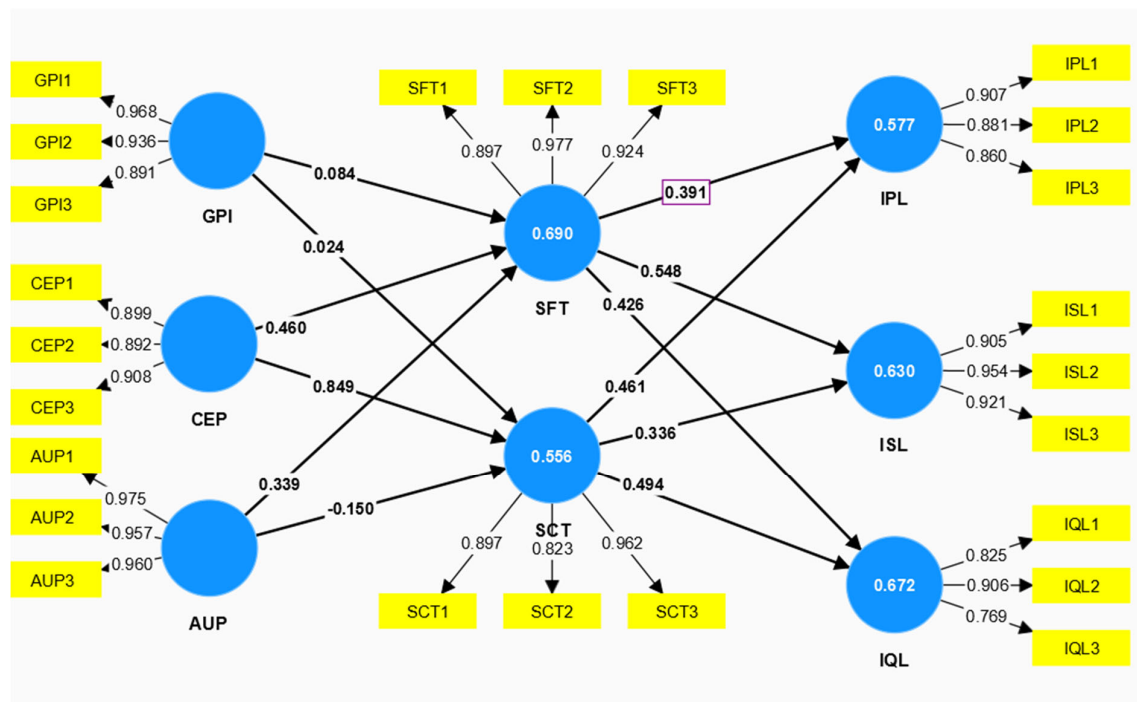 GPI1
GPI2
GPI3
0.968
0.936
0.891
GPI
CEP1
CEP2
CEP3
0.899
0.892
0.908
CEP
AUP1
AUP2
AUP3
0.975
0.957
0.960
AUP
0.084
0.024
0.460
0.849
0.339
-0.150
SFT1
SFT2
SFT3
0.897
0.977
0.924
0.690
SFT
0.556
SCT
0.897
0.823
0.962
SCT1
SCT2
SCT3
0.391
0.548
0.426
0.461
0.336
0.494
0.577
IPL
0.907
0.881
0.860
IPL1
IPL2
IPL3
0.630
ISL
0.905
0.954
0.921
ISL1
ISL2
ISL3
0.672
IQL
0.825
0.906
0.769
IQL1
IQL2
IQL3